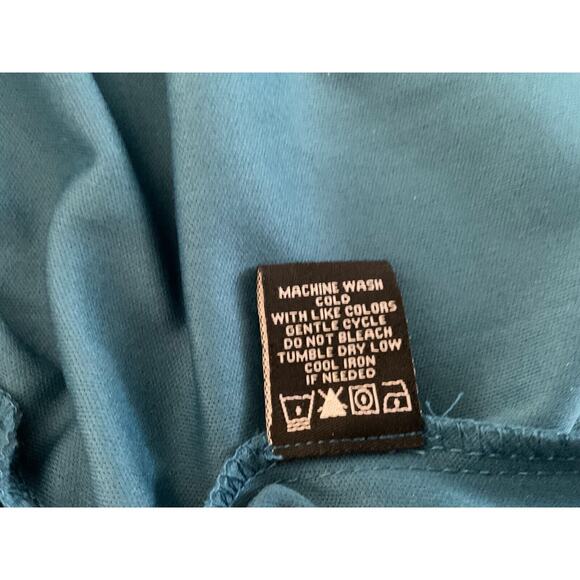 MACHINE WASH
COLD
WITH LIKE COLORS
GENTLE CYCLE
DO NOT BLEACH
TUMBLE DRY LOW
COOL IRON
IF NEEDED